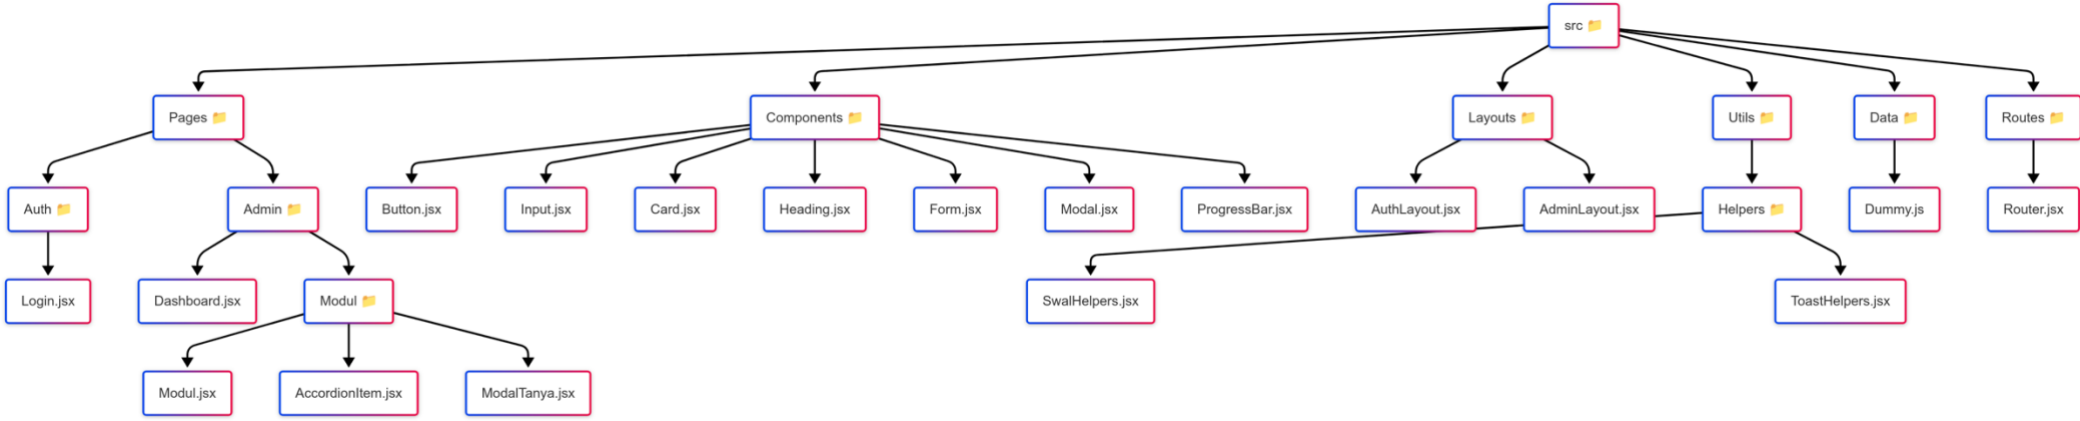 src 📁
Pages 📁
Components 📁
Layouts 📁
Utils 📁
Data 📁
Routes 📁
Auth 📁
Admin 📁
Button.jsx
Input.jsx
Card.jsx
Heading.jsx
Form.jsx
Modal.jsx
ProgressBar.jsx
AuthLayout.jsx
AdminLayout.jsx
Helpers 📁
Dummy.js
Router.jsx
Login.jsx
Dashboard.jsx
Modul 📁
SwalHelpers.jsx
ToastHelpers.jsx
Modul.jsx
AccordionItem.jsx
ModalTanya.jsx